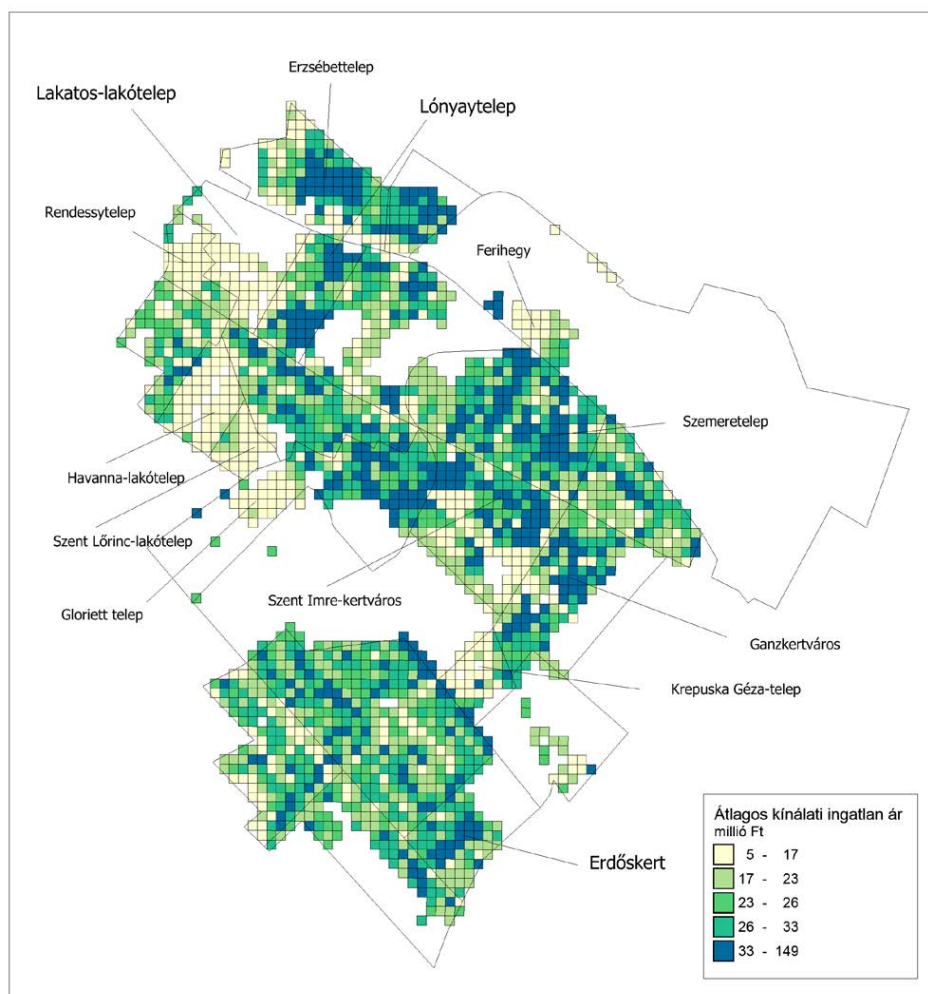 Erzsébettelep
Lakatos-lakótelep
Lónyaytelep
Rendessytelep
Ferihegy
Szemeretelep
Havanna-lakótelep
Szent Lőrinc-lakótelep
Szent Imre-kertváros
Gloriett telep
Ganzkertváros
Krepuska Géza-telep
Erdőskert
Átlagos kínálati ingatlan ár
millió Ft
5 - 17
17 - 23
23 - 26
26 - 33
33 - 149